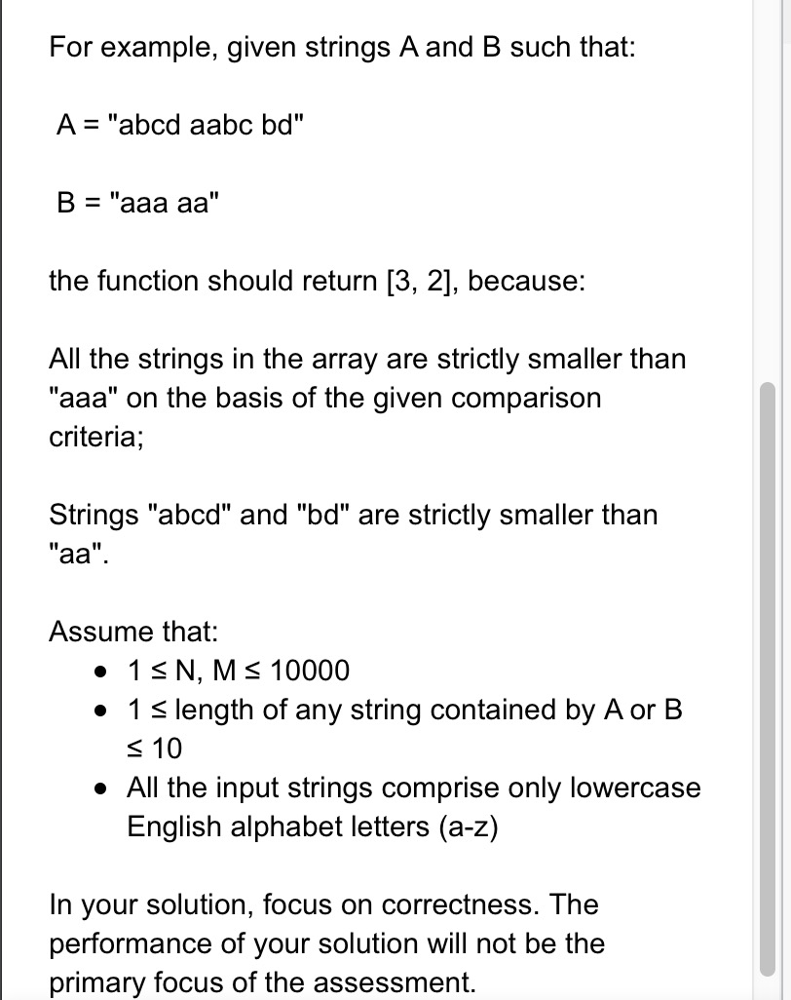 For example, given strings A and B such that:
A = "abcd aabc bd"
B = "aaa aa"
the function should return [3, 2], because:
All the strings in the array are strictly smaller than
"aaa" on the basis of the given comparison
criteria;
Strings "abcd" and "bd" are strictly smaller than
"aa".
Assume that:
• 1 ≤ N, M ≤ 10000
• 1 ≤ length of any string contained by A or B
≤ 10
• All the input strings comprise only lowercase
English alphabet letters (a-z)
In your solution, focus on correctness. The
performance of your solution will not be the
primary focus of the assessment.